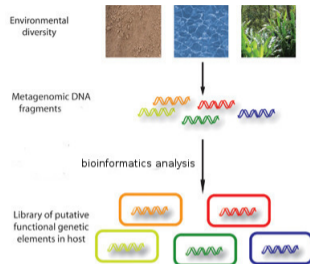 Environmental
diversity
Metagenomic DNA
fragments
bioinformatics analysis
Library of putative
functional genetic
elements in host